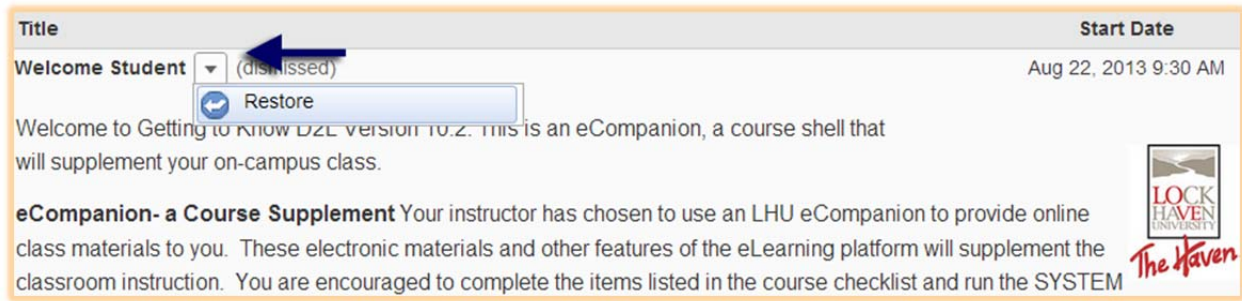 Title Start Date
Welcome Student (dismissed) Aug 22, 2013 9:30 AM
Restore
Welcome to Getting to Know D2L Version 10.2. This is an eCompanion, a course shell that
will supplement your on-campus class.
eCompanion- a Course Supplement Your instructor has chosen to use an LHU eCompanion to provide online
class materials to you. These electronic materials and other features of the eLearning platform will supplement the
classroom instruction. You are encouraged to complete the items listed in the course checklist and run the SYSTEM
LOCK
HAVEN
UNIVERSITY
The Haven